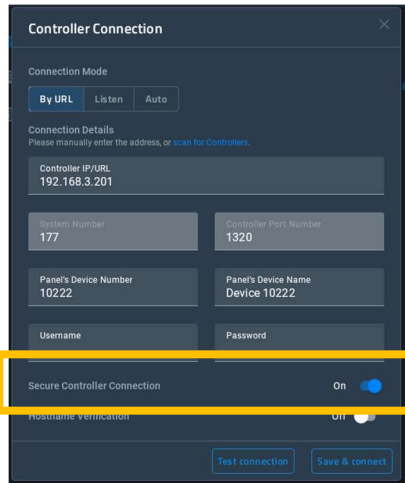 Controller Connection
Connection Mode
By URL Listen Auto
Connection Details
Please manually enter the address, or scan for Controllers.
Controller IP/URL
192.168.3.201
System Number Controller Port Number
177 1320
Panel's Device Number Panel's Device Name
10222 Device 10222
Username Password
Secure Controller Connection On
Hostname Verification Off
Test connection Save & connect